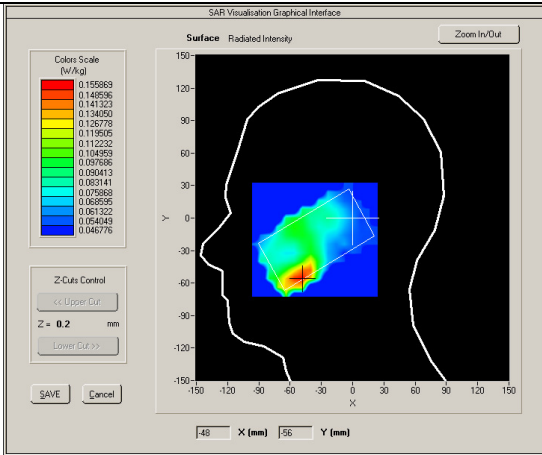 SAR Visualisation Graphical Interface
Surface Radiated Intensity
Zoom In/Out
Colors Scale
(W/kg)
0.155869
0.148596
0.141323
0.134050
0.126778
0.119505
0.112232
0.104959
0.097686
0.090413
0.083141
0.075868
0.068595
0.061322
0.054049
0.046776
Z-Cuts Control
<< Upper Cut
Z = 0.2 mm
Lower Cut >>
SAVE
Cancel
150
120
90
60
30
0
-30
-60
-90
-120
-150
Y
-150 -120 -90 -60 -30 0 30 60 90 120 150
X
-48 X (mm) -56 Y (mm)